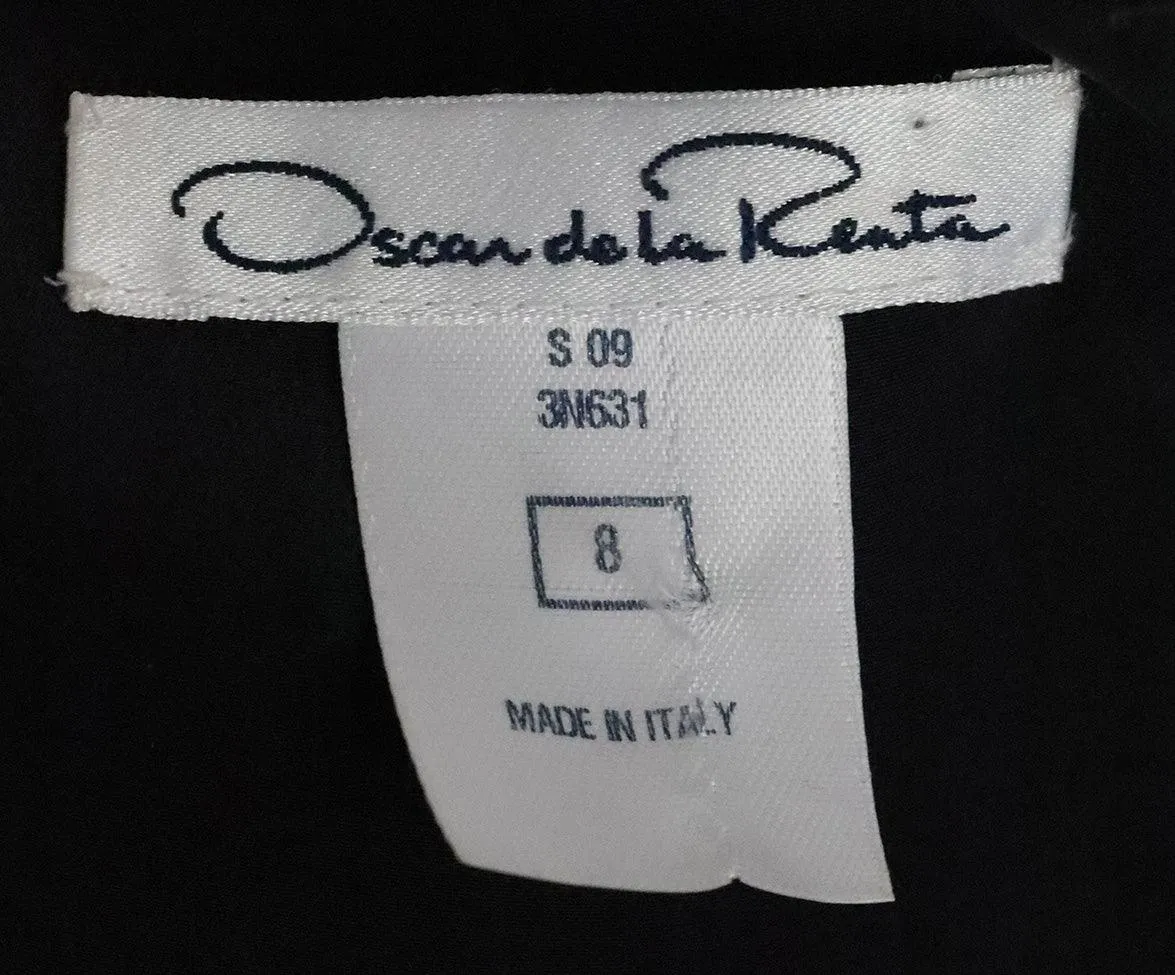 Oscar de la Renta
S 09
3N631
8
MADE IN ITALY